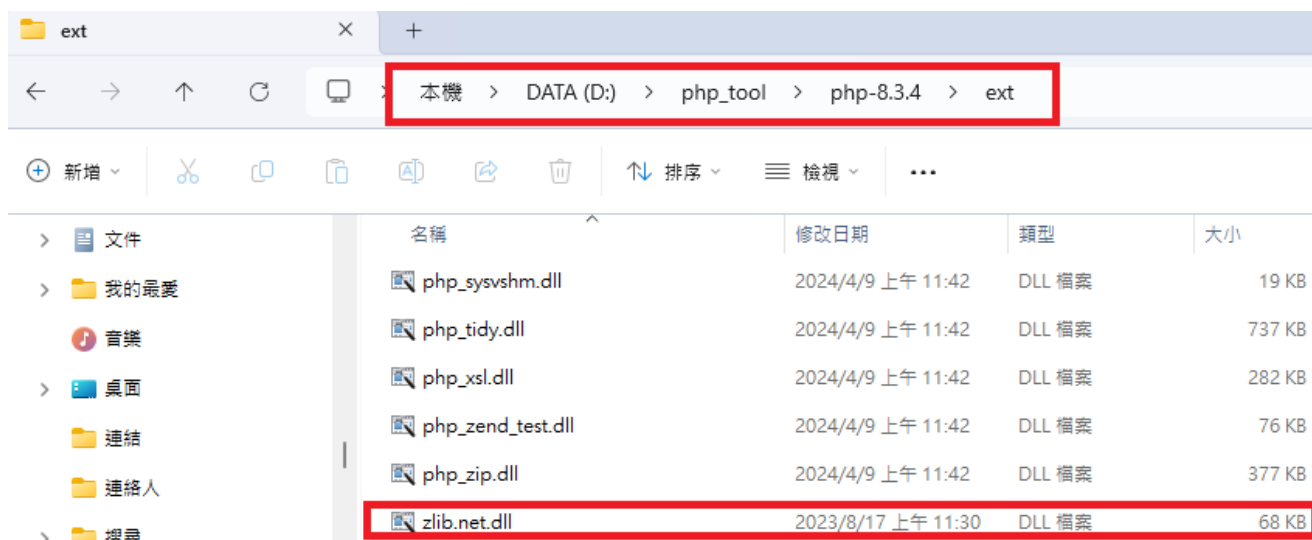 ext
本機 > DATA (D:) > php_tool > php-8.3.4 > ext
新增 排序 檢視 •••
名稱 修改日期 類型 大小
文件
我的最愛
音樂
桌面
連結
連絡人
搜尋
php_sysvshm.dll 2024/4/9 上午 11:42 DLL 檔案 19 KB
php_tidy.dll 2024/4/9 上午 11:42 DLL 檔案 737 KB
php_xsl.dll 2024/4/9 上午 11:42 DLL 檔案 282 KB
php_zend_test.dll 2024/4/9 上午 11:42 DLL 檔案 76 KB
php_zip.dll 2024/4/9 上午 11:42 DLL 檔案 377 KB
zlib.net.dll 2023/8/17 上午 11:30 DLL 檔案 68 KB